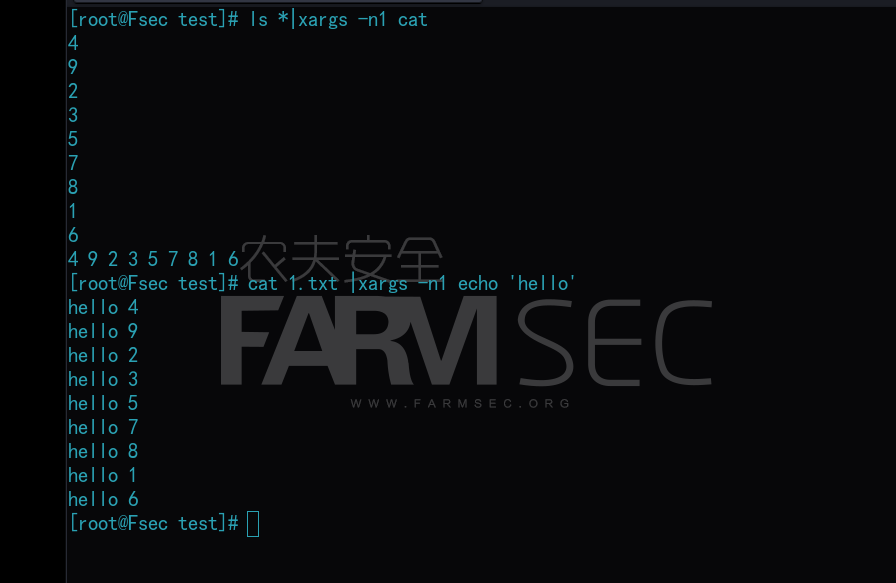 [root@Fsec test]# ls *|xargs -n1 cat
4
9
2
3
5
7
8
1
6
4 9 2 3 5 7 8 1 6
农夫安全
[root@Fsec test]# cat 1.txt |xargs -n1 echo 'hello'
hello 4
FARMSEC
hello 9
hello 2
hello 3
hello 5
WWW.FARMSEC.ORG
hello 7
hello 8
hello 1
hello 6
[root@Fsec test]#